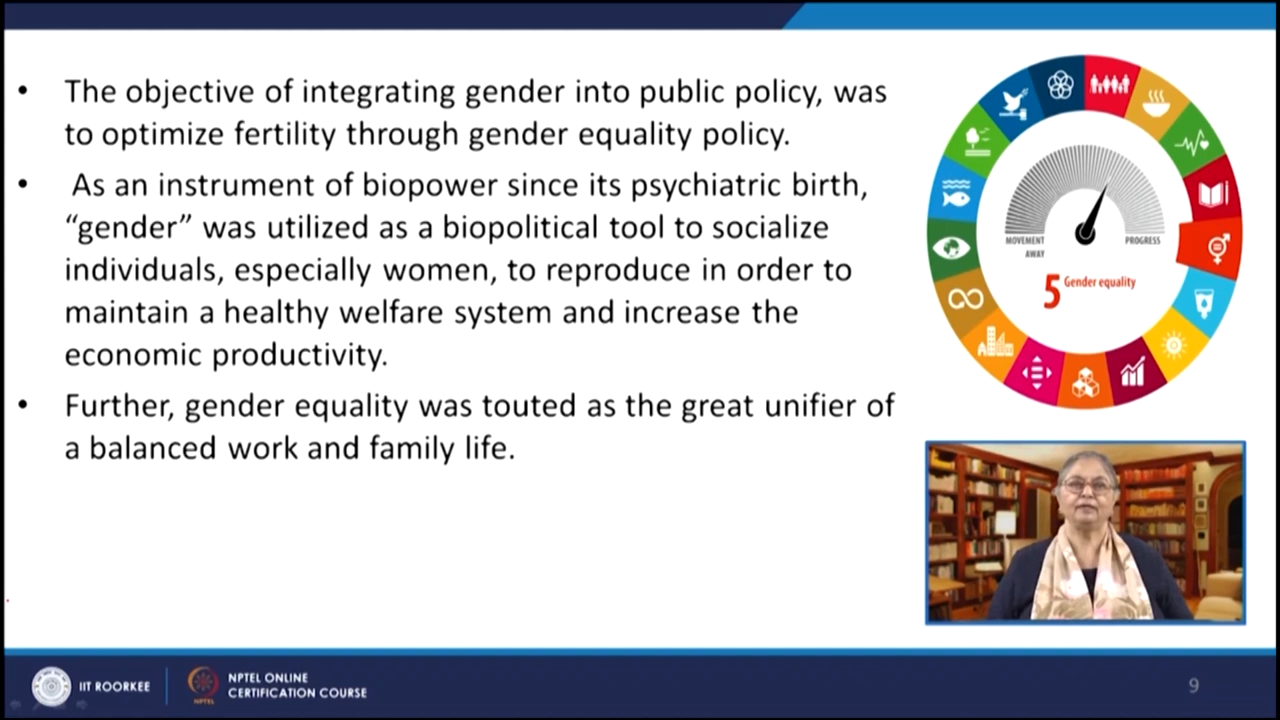 • The objective of integrating gender into public policy, was
to optimize fertility through gender equality policy.
• As an instrument of biopower since its psychiatric birth,
“gender” was utilized as a biopolitical tool to socialize
individuals, especially women, to reproduce in order to
maintain a healthy welfare system and increase the
economic productivity.
• Further, gender equality was touted as the great unifier of
a balanced work and family life.
MOVEMENT
AWAY
PROGRESS
5 Gender equality
IIT ROORKEE
NPTEL
NPTEL ONLINE
CERTIFICATION COURSE
9